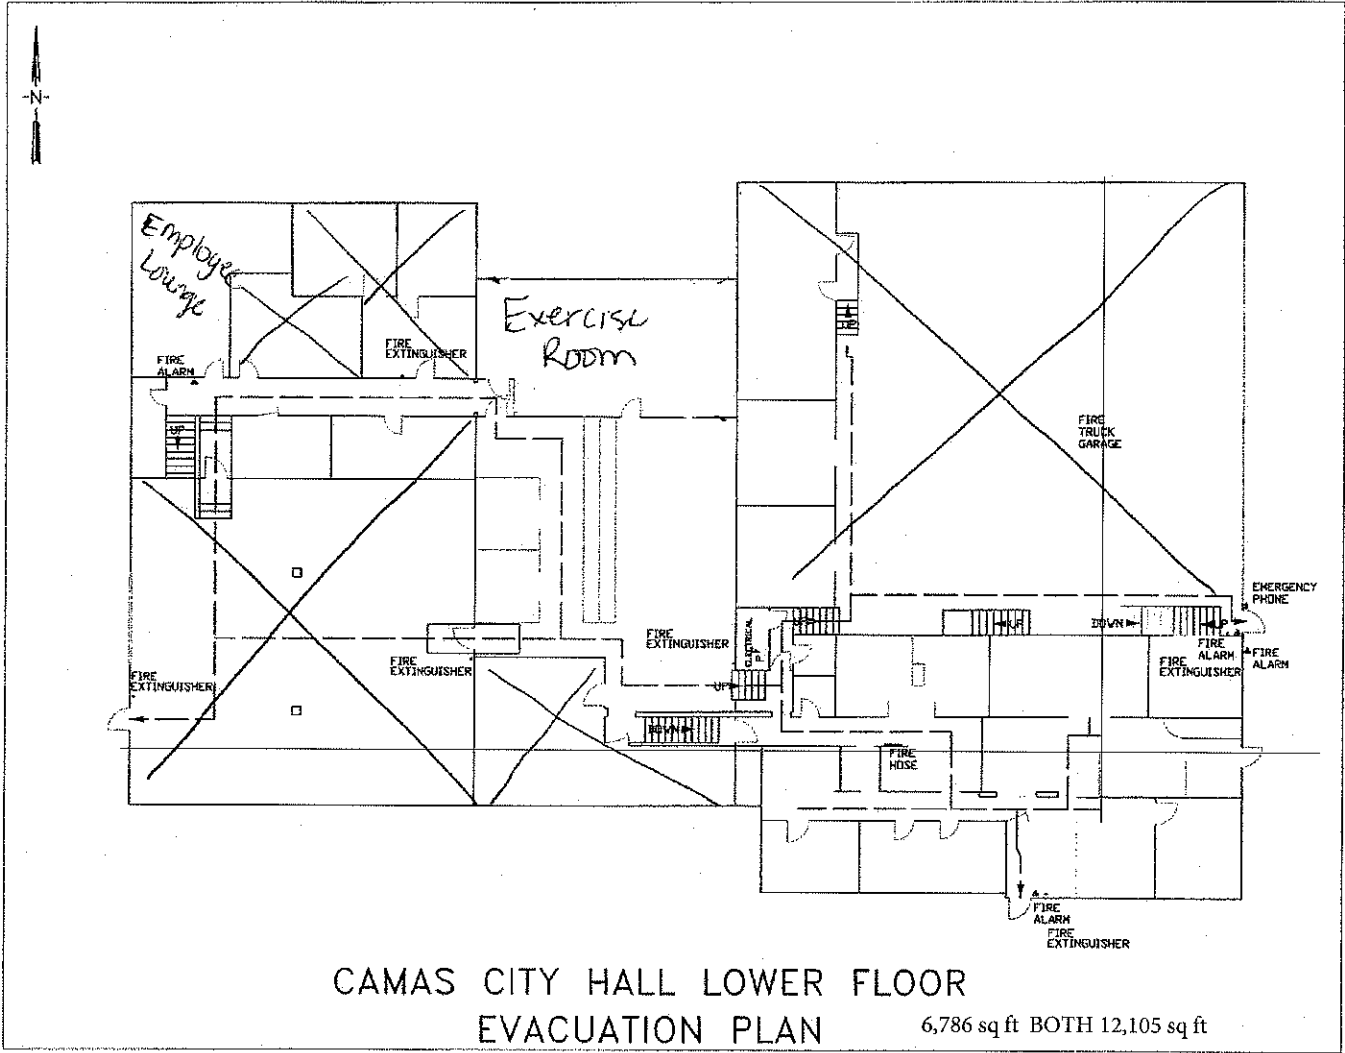 -N-
Employee
Lounge
Exercise
Room
FIRE
EXTINGUISHER
FIRE
ALARM
UP
UP
FIRE
TRUCK
GARAGE
EMERGENCY
PHONE
UP
UP
DOWN
UP
ELECTRICAL
FIRE
EXTINGUISHER
FIRE
ALARM
FIRE
ALARM
FIRE
EXTINGUISHER
FIRE
EXTINGUISHER
FIRE
EXTINGUISHER
UP
DOWN
FIRE
HOSE
FIRE
ALARM
FIRE
EXTINGUISHER
CAMAS CITY HALL LOWER FLOOR
EVACUATION PLAN
6,786 sq ft BOTH 12,105 sq ft